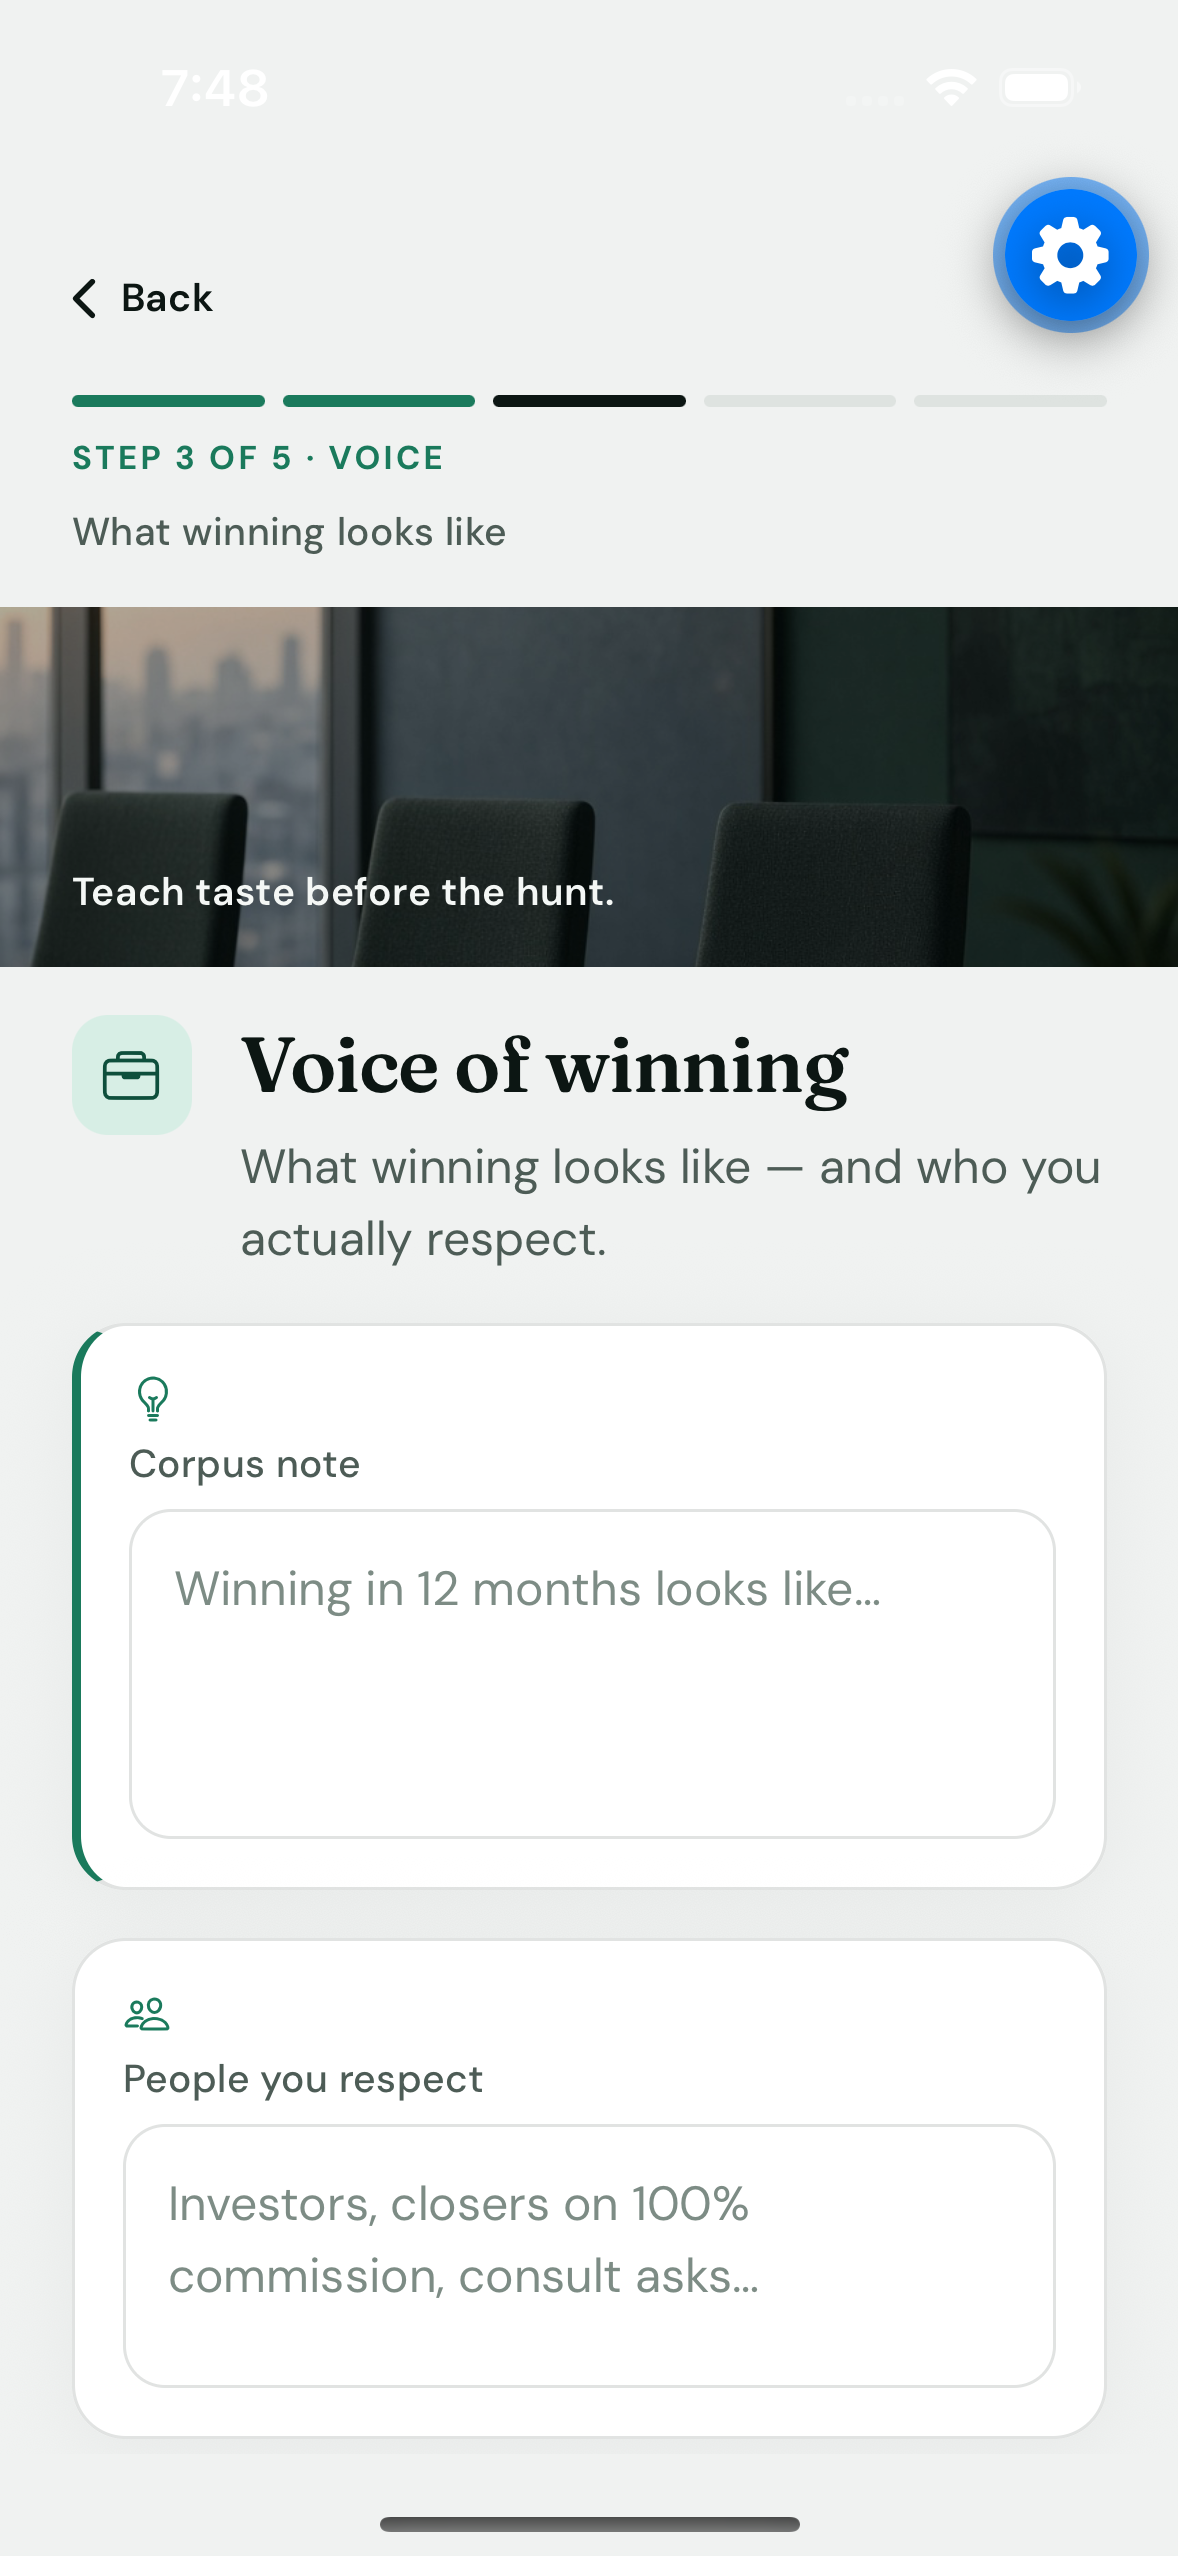 7:48
Back
STEP 3 OF 5 · VOICE
What winning looks like
Teach taste before the hunt.
Voice of winning
What winning looks like — and who you
actually respect.
Corpus note
Winning in 12 months looks like...
People you respect
Investors, closers on 100%
commission, consult asks...